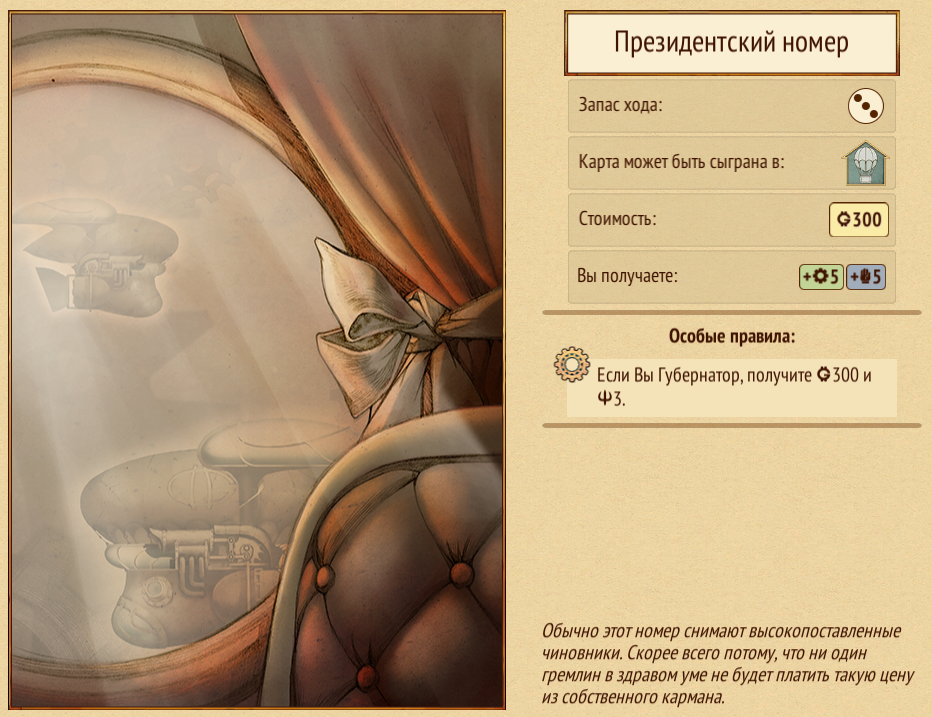 Президентский номер
Запас хода:
Карта может быть сыграна в:
Стоимость: 300
Вы получаете: +5 +5
Особые правила:
Если Вы Губернатор, получите 300 и
3.
Обычно этот номер снимают высокопоставленные
чиновники. Скорее всего потому, что ни один
гремлин в здравом уме не будет платить такую цену
из собственного кармана.